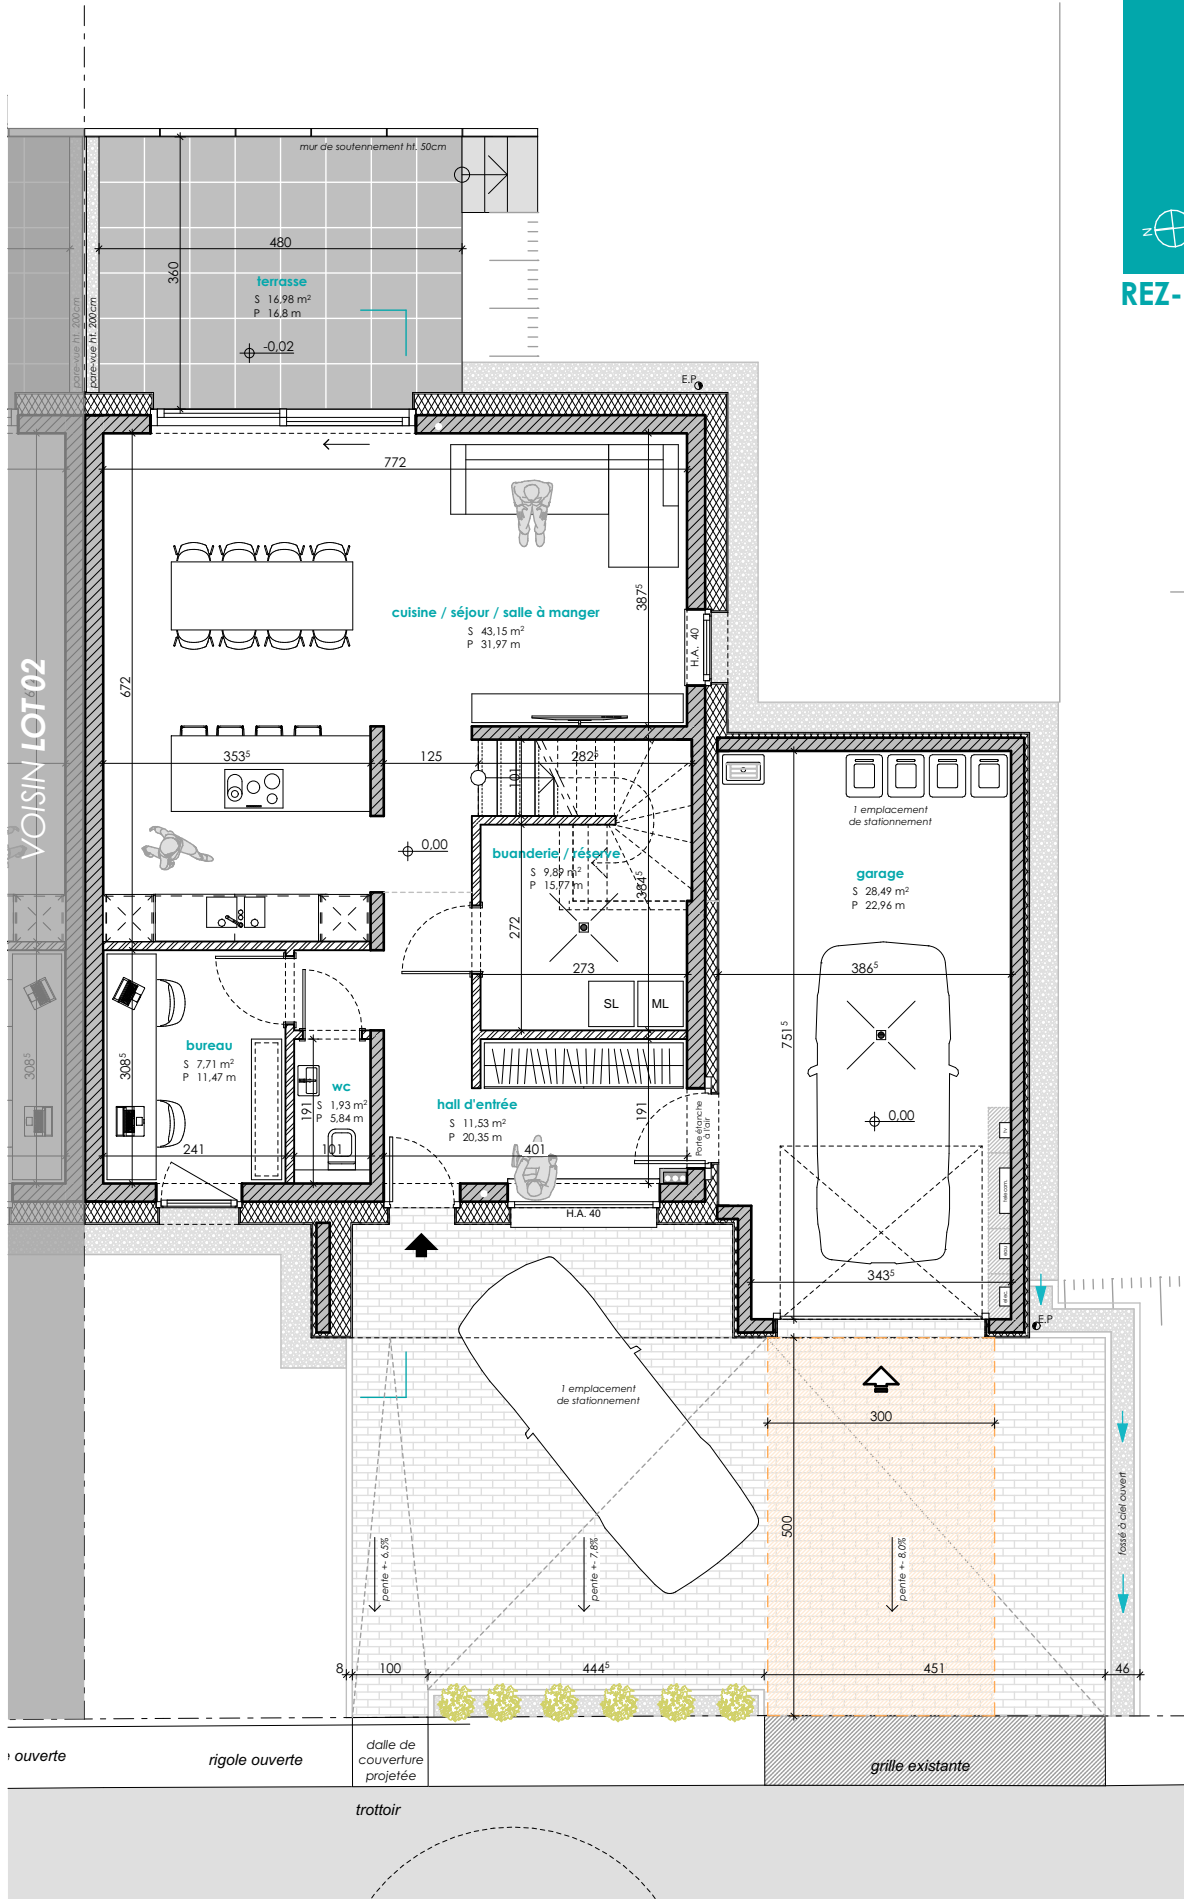 mur de soutennement ht. 50cm
N
REZ-
480
360
terrasse
S 16,98 m²
P 16,8 m
-0,02
pare-vue ht. 200cm
pare-vue ht. 200cm
E.P
772
387⁵
cuisine / séjour / salle à manger
S 43,15 m²
P 31,97 m
H.A. 40
672
VOISIN LOT 02
353⁵
125
282⁵
101
1 emplacement
de stationnement
0,00
buanderie / réserve
S 9,89 m²
P 15,77 m
384⁵
garage
S 28,49 m²
P 22,96 m
272
273
386⁵
SL
ML
751⁵
bureau
S 7,71 m²
P 11,47 m
308⁵
308⁵
wc
S 1,93 m²
P 5,84 m
191
hall d'entrée
S 11,53 m²
P 20,35 m
191
Porte étanche
à l'air
0,00
tv
télécom.
eau
élec.
241
101
401
H.A. 40
343⁵
E.P
1 emplacement
de stationnement
300
500
fossé à ciel ouvert
pente +- 6,5%
pente +- 7,8%
pente +- 8,0%
8
100
444⁵
451
46
ouverte
rigole ouverte
dalle de
couverture
projetée
grille existante
trottoir